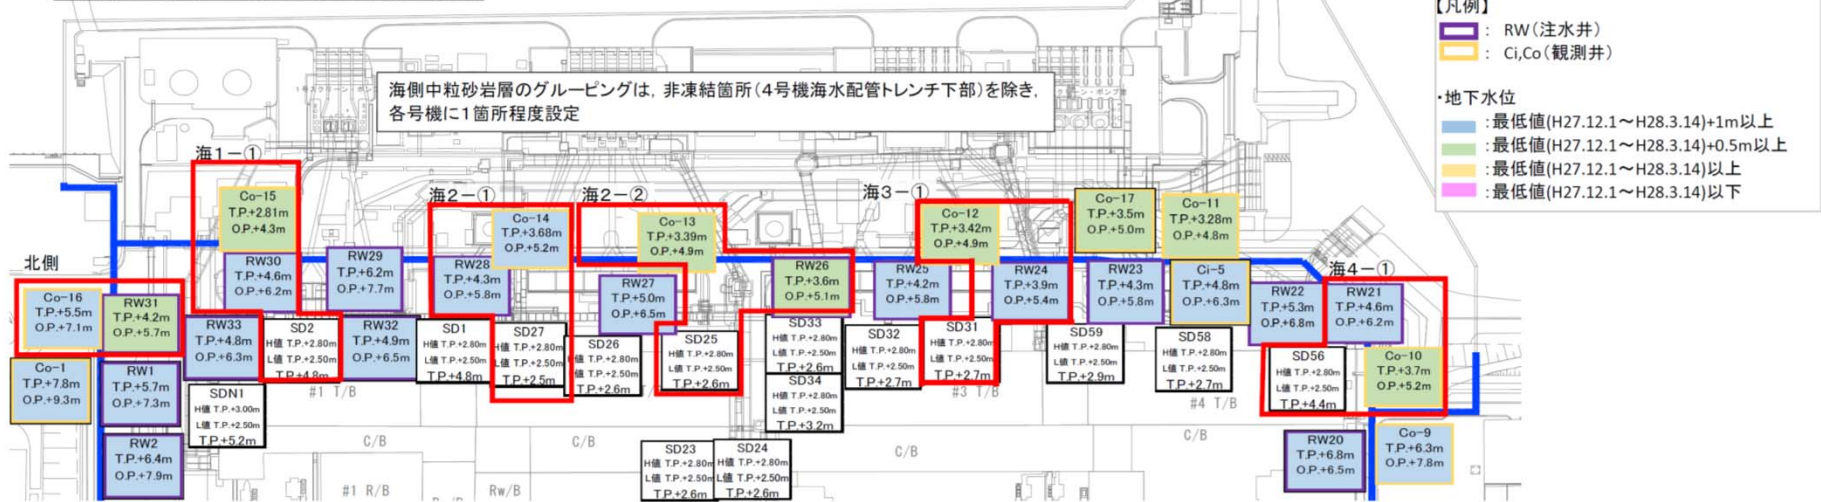 【凡例】
： RW（注水井）
： Ci,Co（観測井）
・地下水位
：最低値(H27.12.1～H28.3.14)+1m以上
：最低値(H27.12.1～H28.3.14)+0.5m以上
：最低値(H27.12.1～H28.3.14)以上
：最低値(H27.12.1～H28.3.14)以下
海側中粒砂岩層のグルーピングは，非凍結箇所（4号機海水配管トレンチ下部）を除き，
各号機に1箇所程度設定
海1－①
海2－①
海2－②
海3－①
海4－①
北側
Co-15
T.P.+2.81m
O.P.+4.3m
Co-14
T.P.+3.68m
O.P.+5.2m
Co-13
T.P.+3.39m
O.P.+4.9m
Co-12
T.P.+3.42m
O.P.+4.9m
Co-17
T.P.+3.5m
O.P.+5.0m
Co-11
T.P.+3.28m
O.P.+4.8m
Co-16
T.P.+5.5m
O.P.+7.1m
RW31
T.P.+4.2m
O.P.+5.7m
RW30
T.P.+4.6m
O.P.+6.2m
RW29
T.P.+6.2m
O.P.+7.7m
RW28
T.P.+4.3m
O.P.+5.8m
RW27
T.P.+5.0m
O.P.+6.5m
RW26
T.P.+3.6m
O.P.+5.1m
RW25
T.P.+4.2m
O.P.+5.8m
RW24
T.P.+3.9m
O.P.+5.4m
RW23
T.P.+4.3m
O.P.+5.8m
Ci-5
T.P.+4.8m
O.P.+6.3m
RW22
T.P.+5.3m
O.P.+6.8m
RW21
T.P.+4.6m
O.P.+6.2m
RW33
T.P.+4.8m
O.P.+6.3m
SD2
H値 T.P.+2.80m
L値 T.P.+2.50m
T.P.+4.8m
RW32
T.P.+4.9m
O.P.+6.5m
SD1
H値 T.P.+2.80m
L値 T.P.+2.50m
T.P.+4.8m
SD27
H値 T.P.+2.80m
L値 T.P.+2.50m
T.P.+2.5m
SD26
H値 T.P.+2.80m
L値 T.P.+2.50m
T.P.+2.6m
SD25
H値 T.P.+2.80m
L値 T.P.+2.50m
T.P.+2.6m
SD33
H値 T.P.+2.80m
L値 T.P.+2.50m
T.P.+2.6m
SD32
H値 T.P.+2.80m
L値 T.P.+2.50m
T.P.+2.7m
SD31
H値 T.P.+2.80m
L値 T.P.+2.50m
T.P.+2.7m
SD59
H値 T.P.+2.80m
L値 T.P.+2.50m
T.P.+2.9m
SD58
H値 T.P.+2.80m
L値 T.P.+2.50m
T.P.+2.7m
SD56
H値 T.P.+2.80m
L値 T.P.+2.50m
T.P.+4.4m
Co-10
T.P.+3.7m
O.P.+5.2m
Co-1
T.P.+7.8m
O.P.+9.3m
RW1
T.P.+5.7m
O.P.+7.3m
SDN1
H値 T.P.+3.00m
L値 T.P.+2.50m
T.P.+5.2m
#1 T/B
SD34
H値 T.P.+2.80m
L値 T.P.+2.50m
T.P.+3.2m
#3 T/B
#4 T/B
RW2
T.P.+6.4m
O.P.+7.9m
C/B
C/B
SD23
H値 T.P.+2.80m
L値 T.P.+2.50m
T.P.+2.6m
SD24
H値 T.P.+2.80m
L値 T.P.+2.50m
T.P.+2.6m
C/B
C/B
RW20
T.P.+6.8m
O.P.+6.5m
Co-9
T.P.+6.3m
O.P.+7.8m
#1 R/B
Rw/B